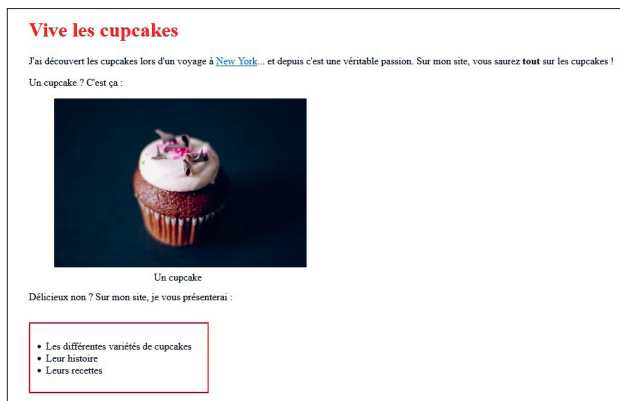 Vive les cupcakes
J'ai découvert les cupcakes lors d'un voyage à New York... et depuis c'est une véritable passion. Sur mon site, vous saurez tout sur les cupcakes !
Un cupcake ? C'est ça :
Un cupcake
Délicieux non ? Sur mon site, je vous présenterai :
• Les différentes variétés de cupcakes
• Leur histoire
• Leurs recettes